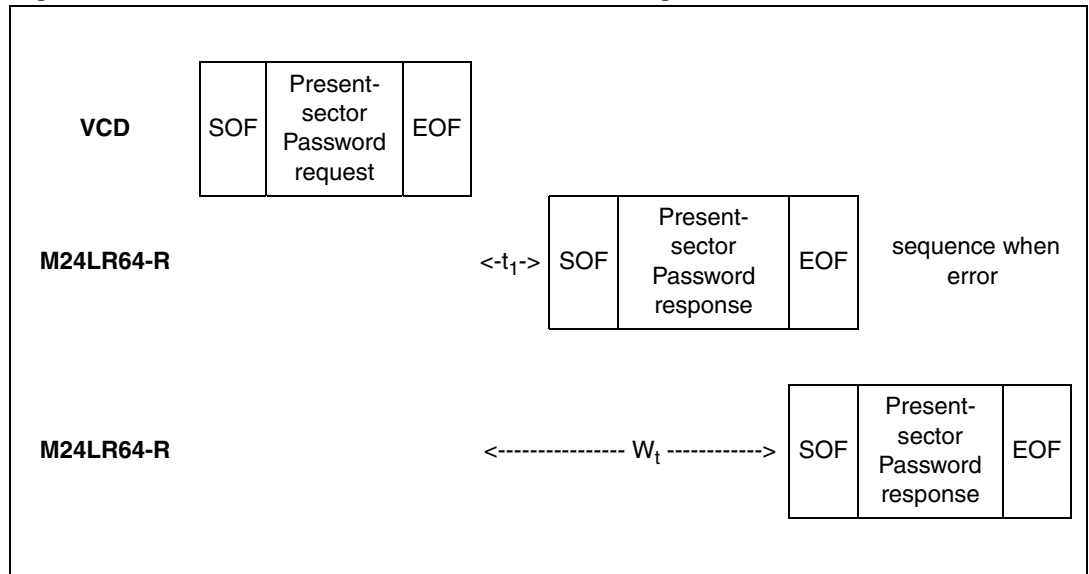 VCD
SOF
Present-
sector
Password
request
EOF
M24LR64-R
<-t1->
SOF
Present-
sector
Password
response
EOF
sequence when
error
M24LR64-R
<---------------- Wt ------------>
SOF
Present-
sector
Password
response
EOF